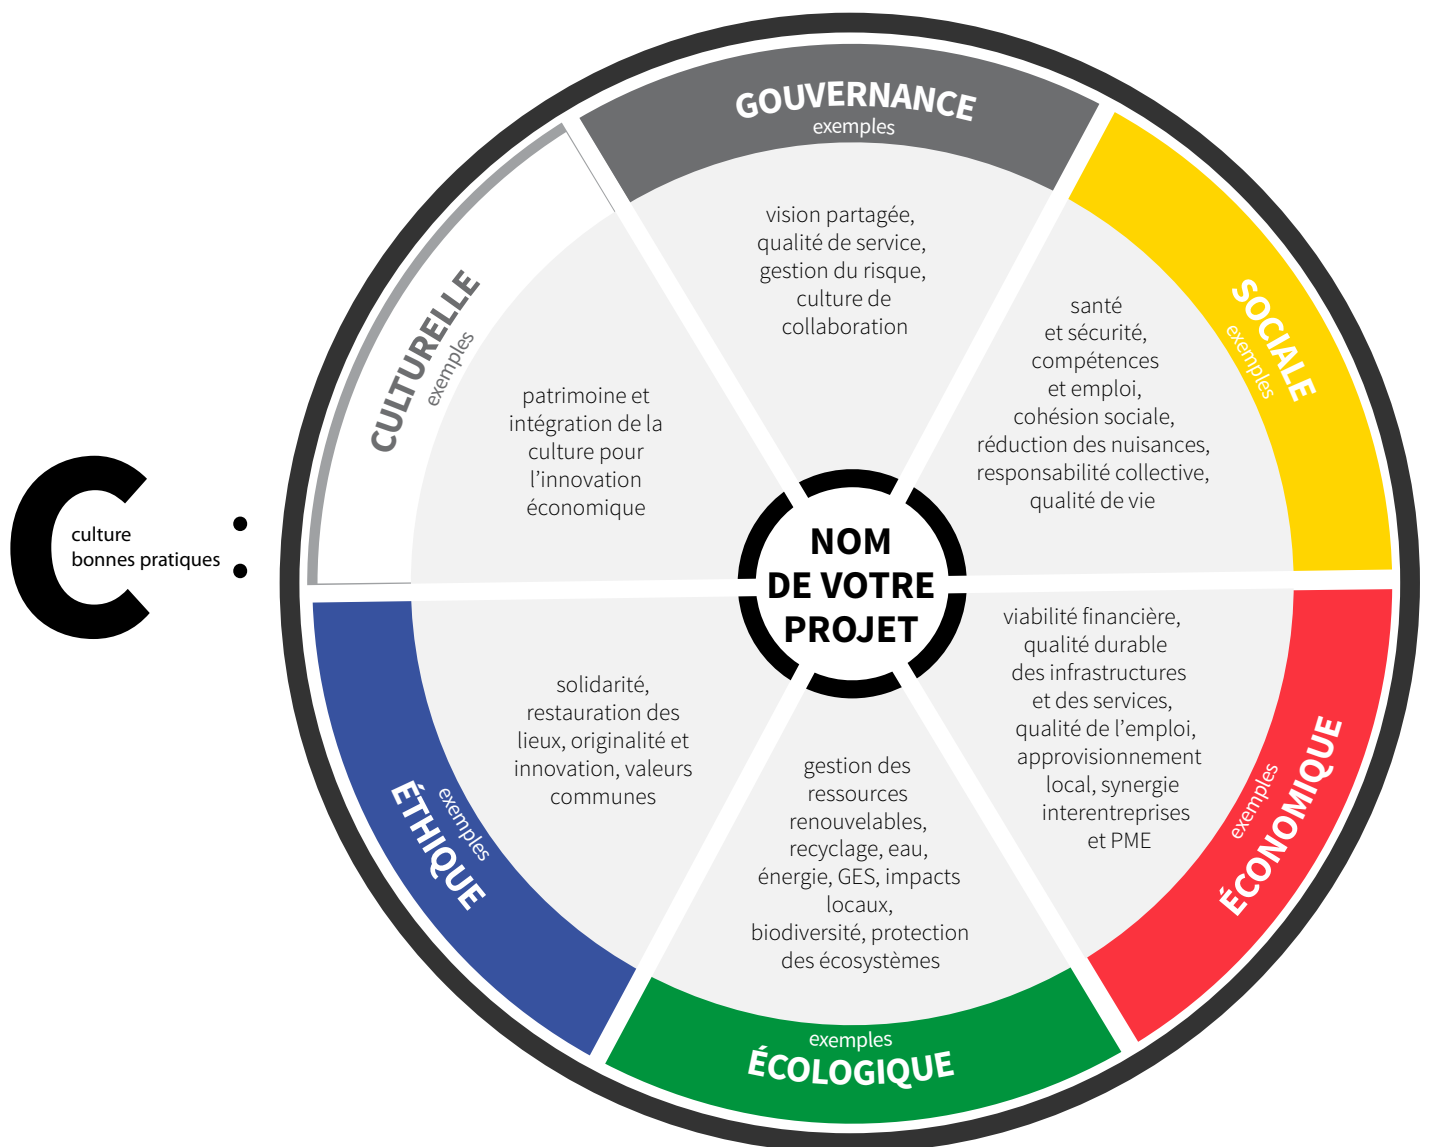 C
culture
bonnes pratiques
:
GOUVERNANCE
exemples
vision partagée,
qualité de service,
gestion du risque,
culture de
collaboration
SOCIALE
exemples
santé
et sécurité,
compétences
et emploi,
cohésion sociale,
réduction des nuisances,
responsabilité collective,
qualité de vie
ÉCONOMIQUE
exemples
viabilité financière,
qualité durable
des infrastructures
et des services,
qualité de l’emploi,
approvisionnement
local, synergie
interentreprises
et PME
exemples
ÉCOLOGIQUE
gestion des
ressources
renouvelables,
recyclage, eau,
énergie, GES, impacts
locaux,
biodiversité, protection
des écosystèmes
ÉTHIQUE
exemples
solidarité,
restauration des
lieux, originalité et
innovation, valeurs
communes
CULTURELLE
exemples
patrimoine et
intégration de la
culture pour
l’innovation
économique
NOM
DE VOTRE
PROJET